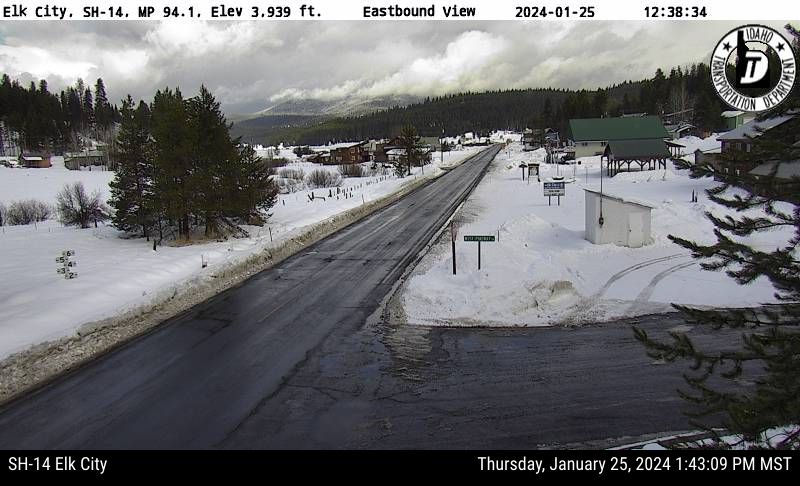 Elk City, SH-14, MP 94.1, Elev 3,939 ft. Eastbound View 2024-01-25 12:38:34
IDAHO
TRANSPORTATION DEPARTMENT
SH-14 Elk City Thursday, January 25, 2024 1:43:09 PM MST